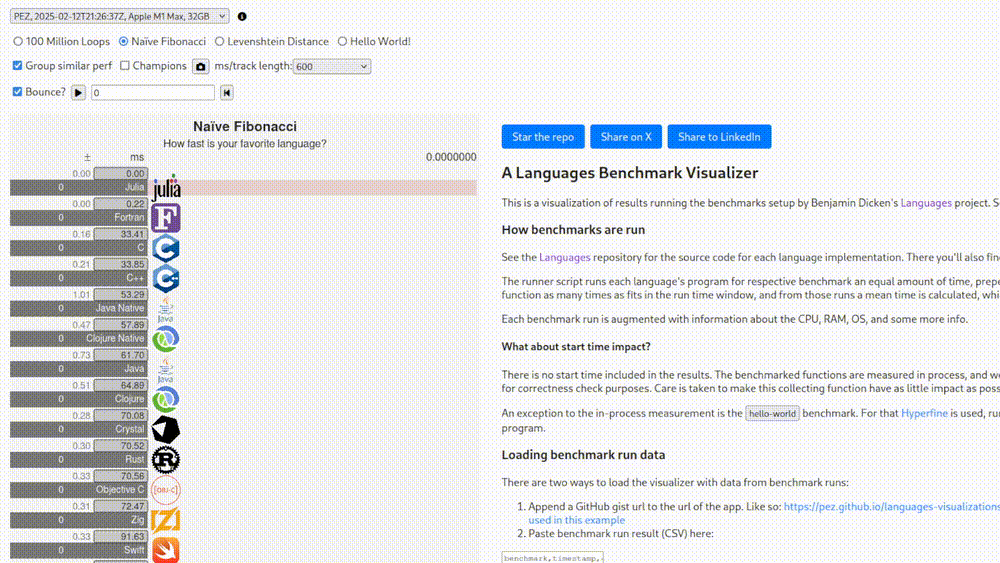 PEZ, 2025-02-12T21:26:37Z, Apple M1 Max, 32GB
100 Million Loops Naïve Fibonacci Levenshtein Distance Hello World!
Group similar perf Champions ms/track length: 600
Bounce? 0
Naïve Fibonacci
How fast is your favorite language?
± ms 0.0000000
0.00 0.00
0 Julia
julia
0.00 0.22
0 Fortran
F
0.16 33.41
0 C
C
0.21 33.85
0 C++
C
1.01 53.29
0 Java Native
Java
0.47 57.89
0 Clojure Native
0.73 61.70
0 Java
Java
0.51 64.89
0 Clojure
0.28 70.08
0 Crystal
0.30 70.52
0 Rust
R
0.33 70.56
0 Objective C
[OBJ-C]
0.31 72.47
0 Zig
0.33 91.63
0 Swift
Star the repo Share on X Share to LinkedIn
A Languages Benchmark Visualizer
This is a visualization of results running the benchmarks setup by Benjamin Dicken's Languages project. S
How benchmarks are run
See the Languages repository for the source code for each language implementation. There you'll also fin
The runner script runs each language's program for respective benchmark an equal amount of time, prepe
function as many times as fits in the run time window, and from those runs a mean time is calculated, whi
Each benchmark run is augmented with information about the CPU, RAM, OS, and some more info.
What about start time impact?
There is no start time included in the results. The benchmarked functions are measured in process, and we
for correctness check purposes. Care is taken to make this collecting function have as little impact as poss
An exception to the in-process measurement is the hello-world benchmark. For that Hyperfine is used, run
program.
Loading benchmark run data
There are two ways to load the visualizer with data from benchmark runs:
1. Append a GitHub gist url to the url of the app. Like so: https://pez.github.io/languages-visualizations
used in this example
2. Paste benchmark run result (CSV) here:
benchmark,timestamp,